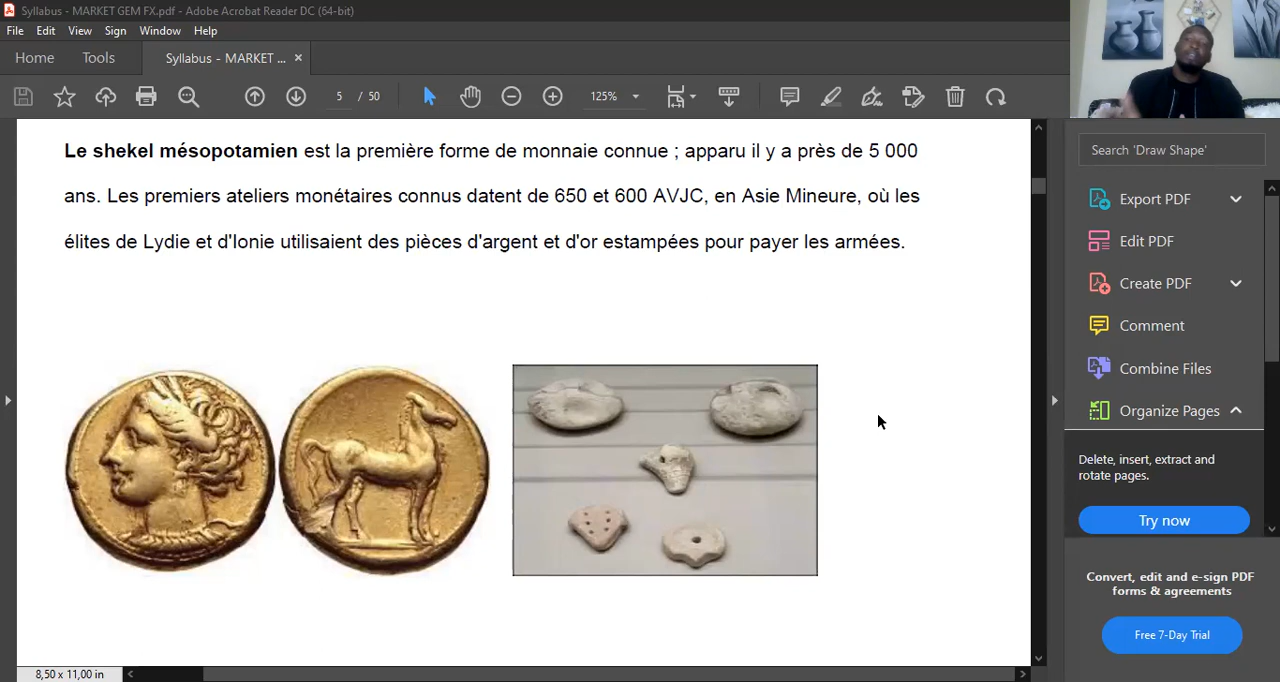 Syllabus - MARKET GEM FX.pdf - Adobe Acrobat Reader DC (64-bit)
File Edit View Sign Window Help
Home Tools Syllabus - MARKET ... ×
5 / 50 125%
Le shekel mésopotamien est la première forme de monnaie connue ; apparu il y a près de 5 000
ans. Les premiers ateliers monétaires connus datent de 650 et 600 AVJC, en Asie Mineure, où les
élites de Lydie et d'Ionie utilisaient des pièces d'argent et d'or estampées pour payer les armées.
8,50 x 11,00 in
Search 'Draw Shape'
Export PDF
Edit PDF
Create PDF
Comment
Combine Files
Organize Pages
Delete, insert, extract and
rotate pages.
Try now
Convert, edit and e-sign PDF
forms & agreements
Free 7-Day Trial